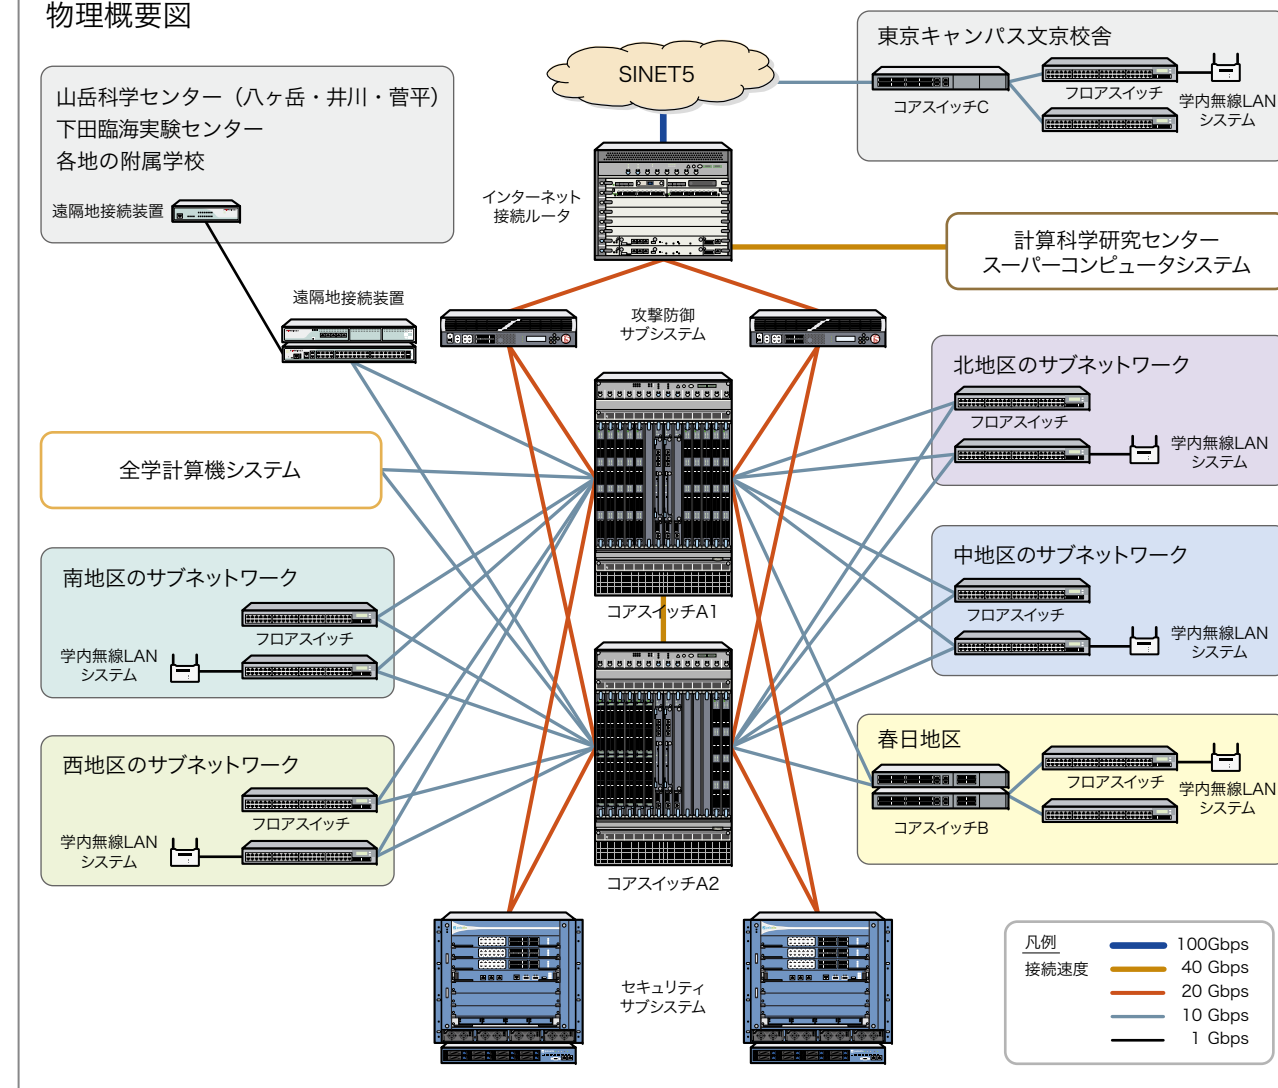 物理概要図
SINET5
東京キャンパス文京校舎
コアスイッチC
フロアスイッチ
学内無線LAN
システム
山岳科学センター（八ヶ岳・井川・菅平）
下田臨海実験センター
各地の附属学校
遠隔地接続装置
インターネット
接続ルータ
計算科学研究センター
スーパーコンピュータシステム
遠隔地接続装置
攻撃防御
サブシステム
北地区のサブネットワーク
フロアスイッチ
学内無線LAN
システム
全学計算機システム
中地区のサブネットワーク
フロアスイッチ
学内無線LAN
システム
南地区のサブネットワーク
フロアスイッチ
学内無線LAN
システム
コアスイッチA1
西地区のサブネットワーク
フロアスイッチ
学内無線LAN
システム
コアスイッチA2
春日地区
コアスイッチB
フロアスイッチ
学内無線LAN
システム
セキュリティ
サブシステム
凡例
接続速度
100Gbps
40 Gbps
20 Gbps
10 Gbps
1 Gbps